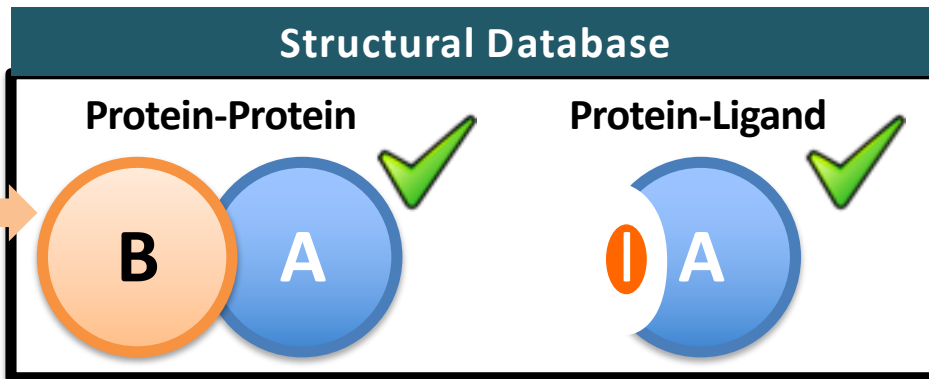 Structural Database
Protein-Protein
Protein-Ligand
B
A
I
A